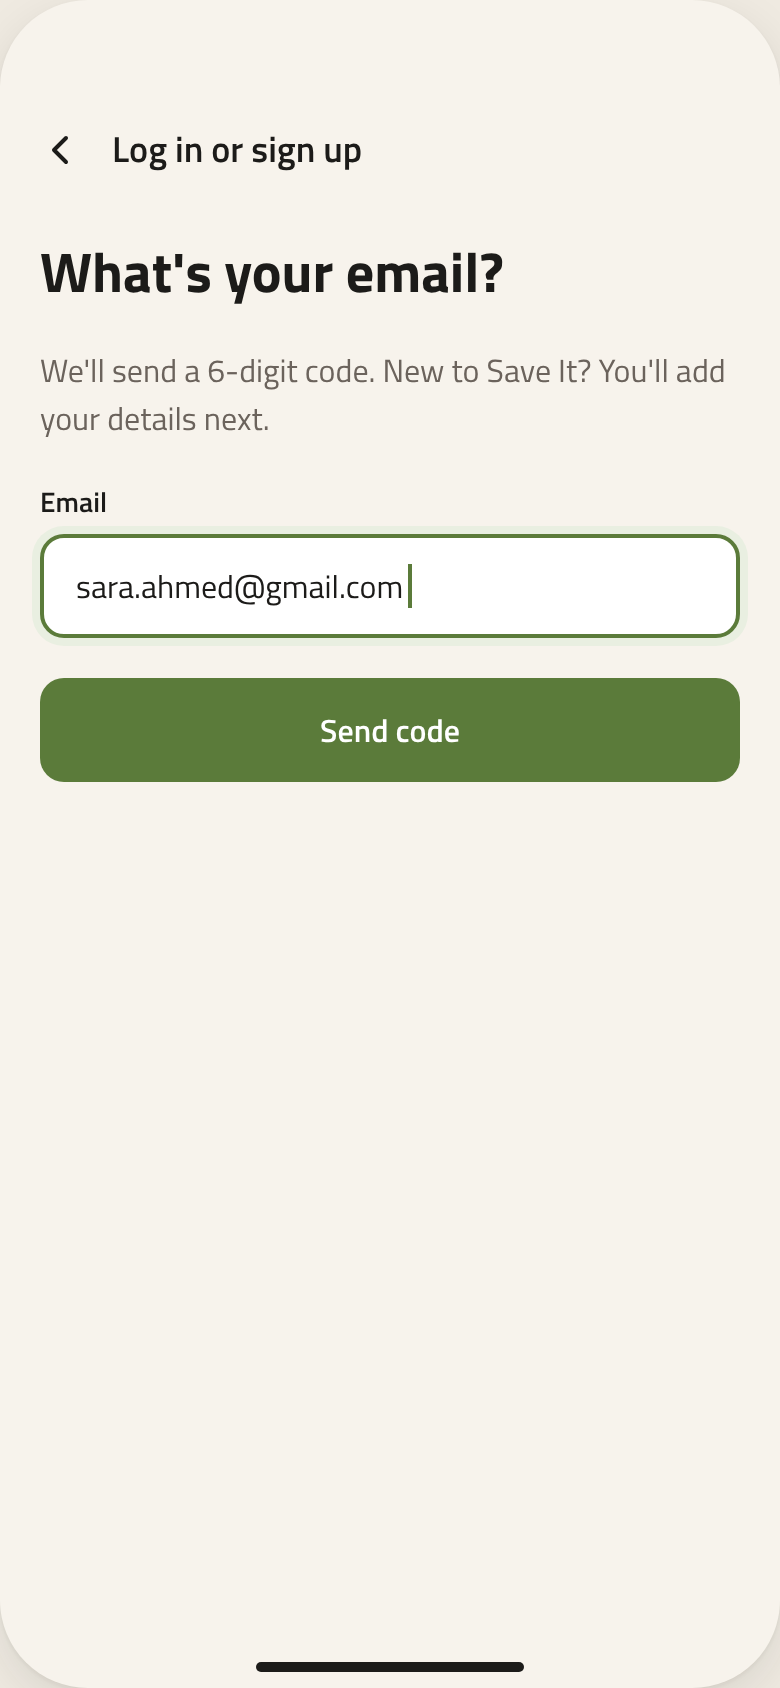 Log in or sign up
What's your email?
We'll send a 6-digit code. New to Save It? You'll add
your details next.
Email
sara.ahmed@gmail.com
Send code